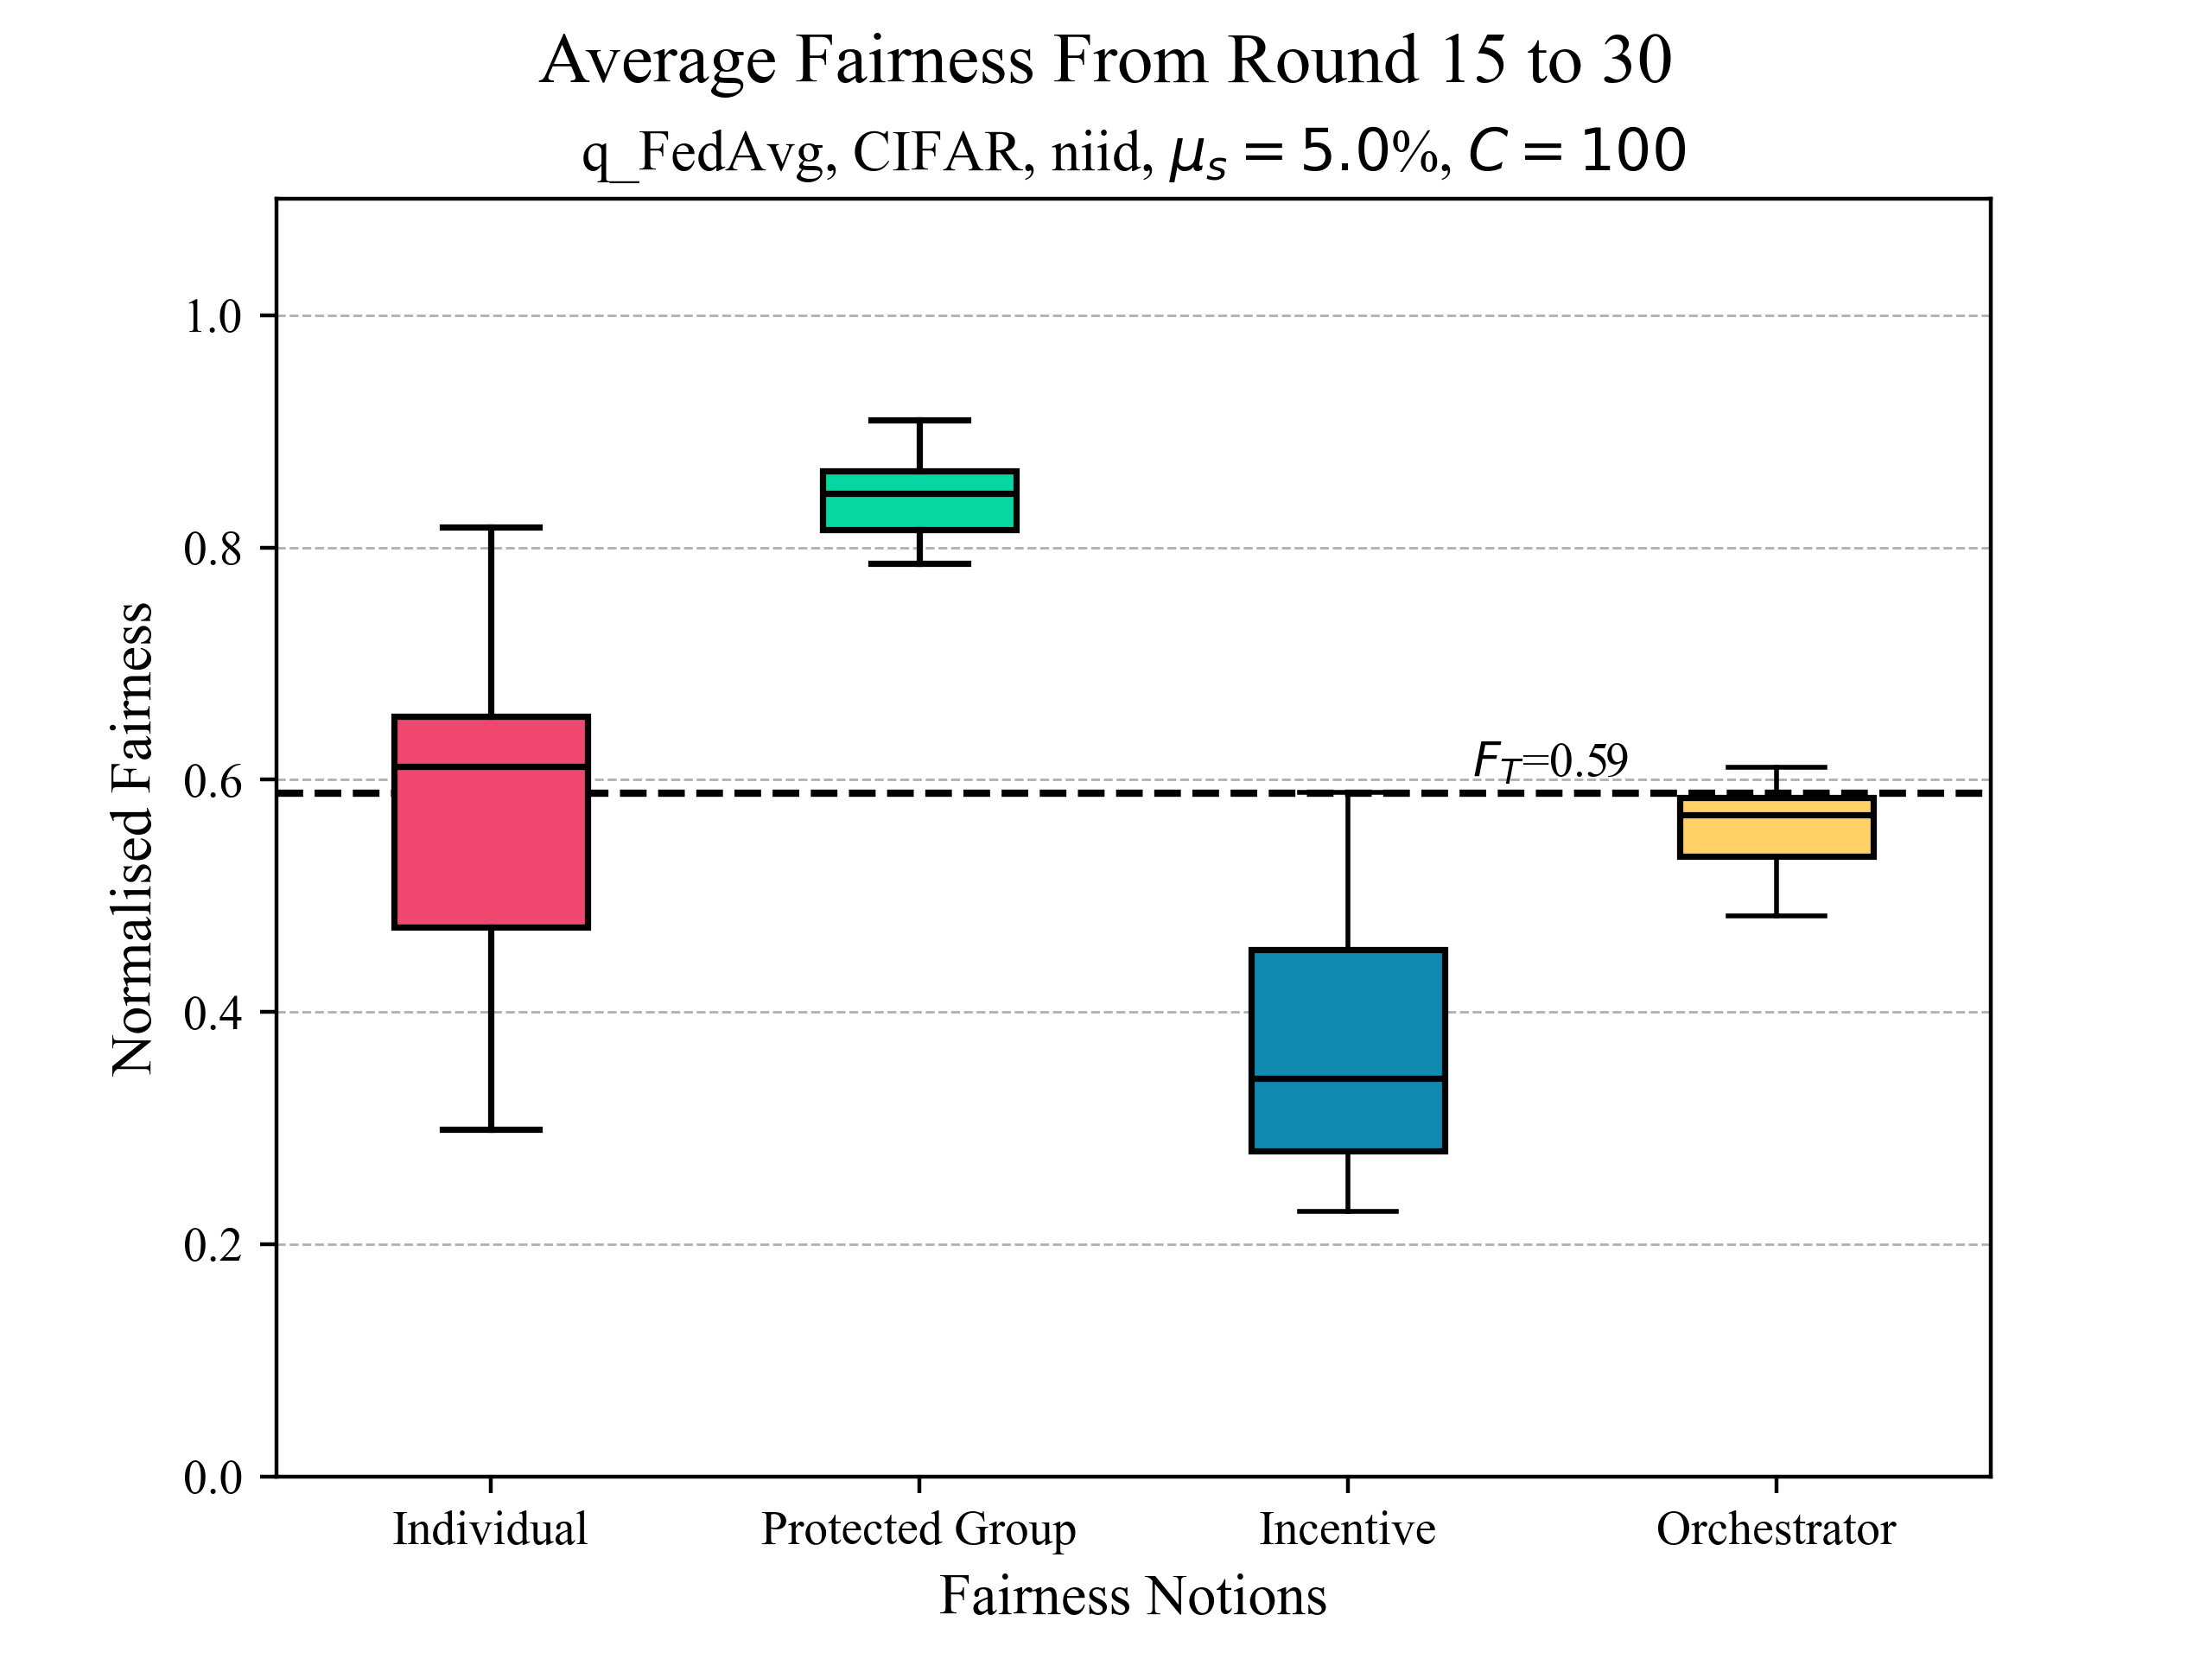 Average Fairness From Round 15 to 30
q_FedAvg, CIFAR, niid, μₛ = 5.0%, C = 100
Normalised Fairness
1.0
0.8
0.6
0.4
0.2
0.0
F_T=0.59
Individual
Protected Group
Incentive
Orchestrator
Fairness Notions